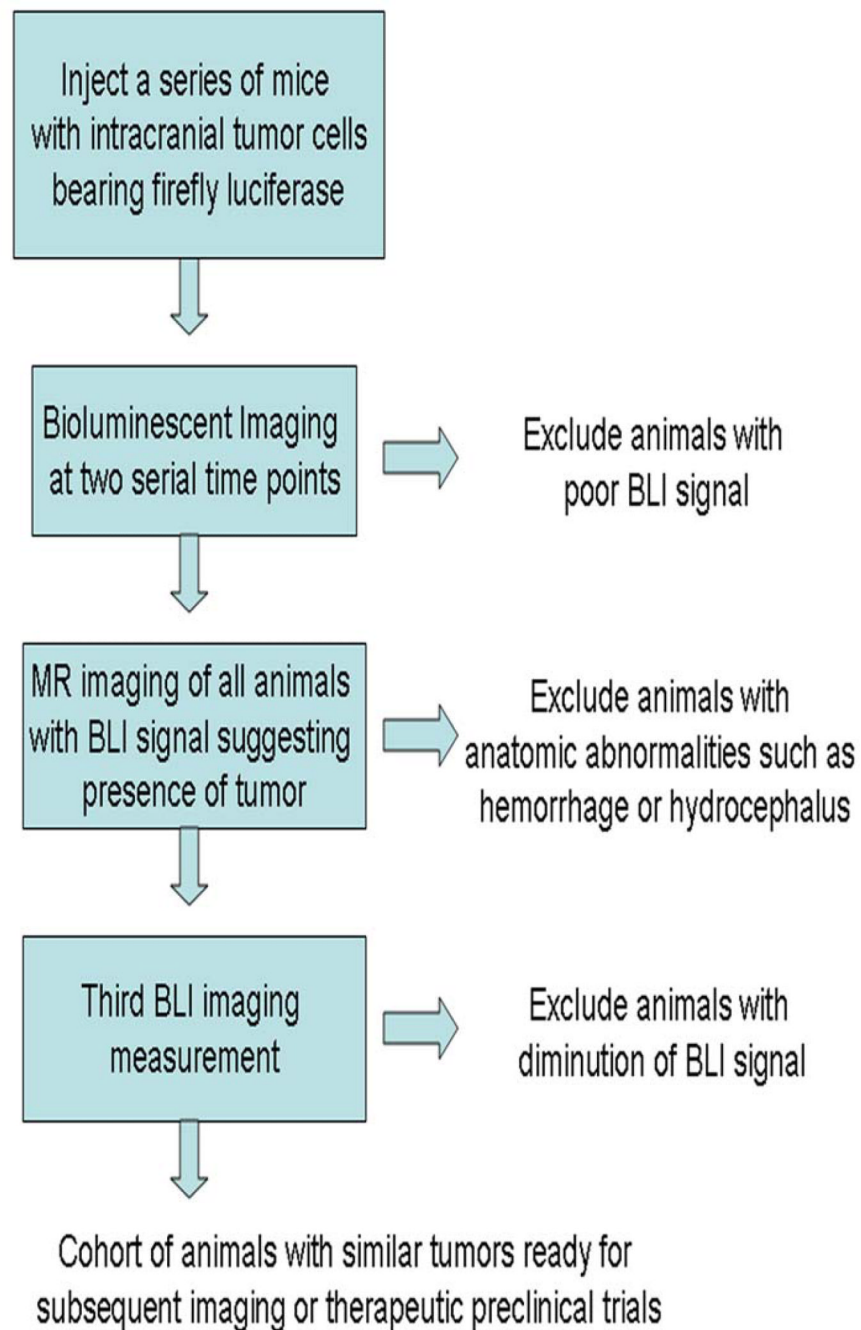 Inject a series of mice
with intracranial tumor cells
bearing firefly luciferase
Bioluminescent Imaging
at two serial time points
Exclude animals with
poor BLI signal
MR imaging of all animals
with BLI signal suggesting
presence of tumor
Exclude animals with
anatomic abnormalities such as
hemorrhage or hydrocephalus
Third BLI imaging
measurement
Exclude animals with
diminution of BLI signal
Cohort of animals with similar tumors ready for
subsequent imaging or therapeutic preclinical trials